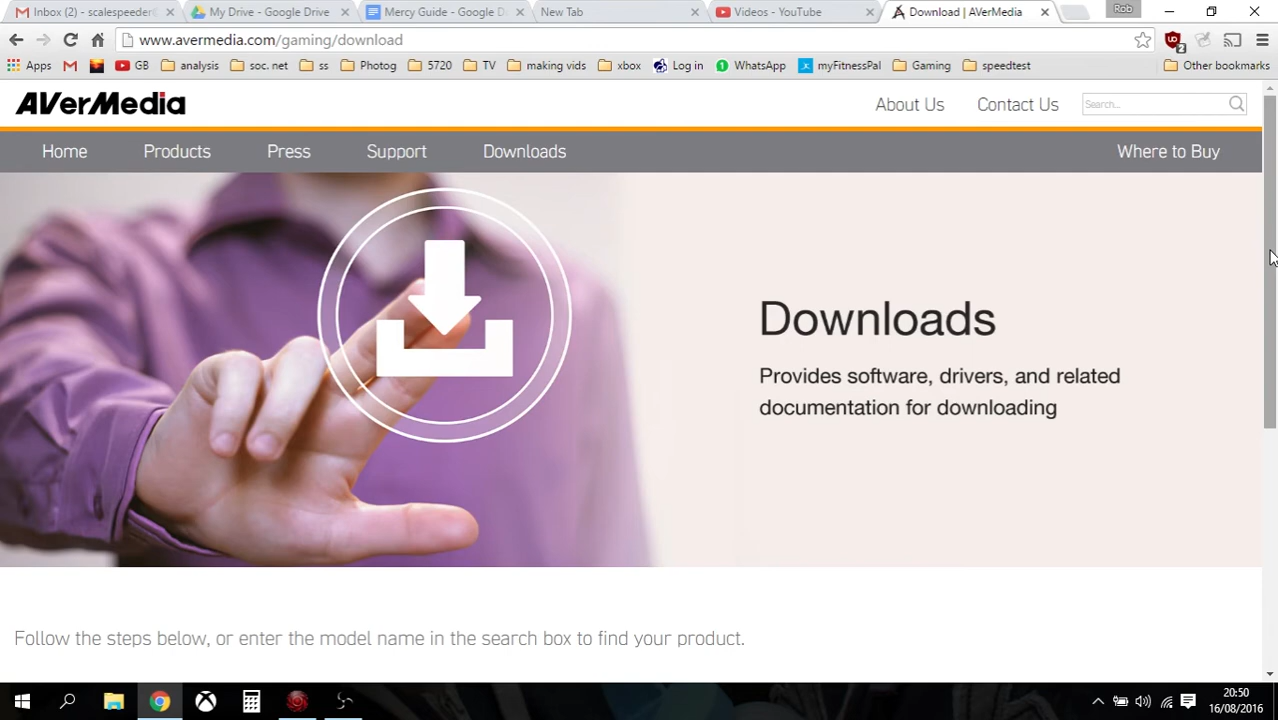 Inbox (2) - scalespeeder
My Drive - Google Drive
Mercy Guide - Google D
New Tab
Videos - YouTube
Download | AVerMedia
Rob
www.avermedia.com/gaming/download
2
Apps
GB
analysis
soc. net
ss
Photog
5720
TV
making vids
xbox
Log in
WhatsApp
myFitnessPal
Gaming
speedtest
Other bookmarks
AVerMedia
About Us
Contact Us
Search...
Home
Products
Press
Support
Downloads
Where to Buy
Downloads
Provides software, drivers, and related
documentation for downloading
Follow the steps below, or enter the model name in the search box to find your product.
20:50
16/08/2016